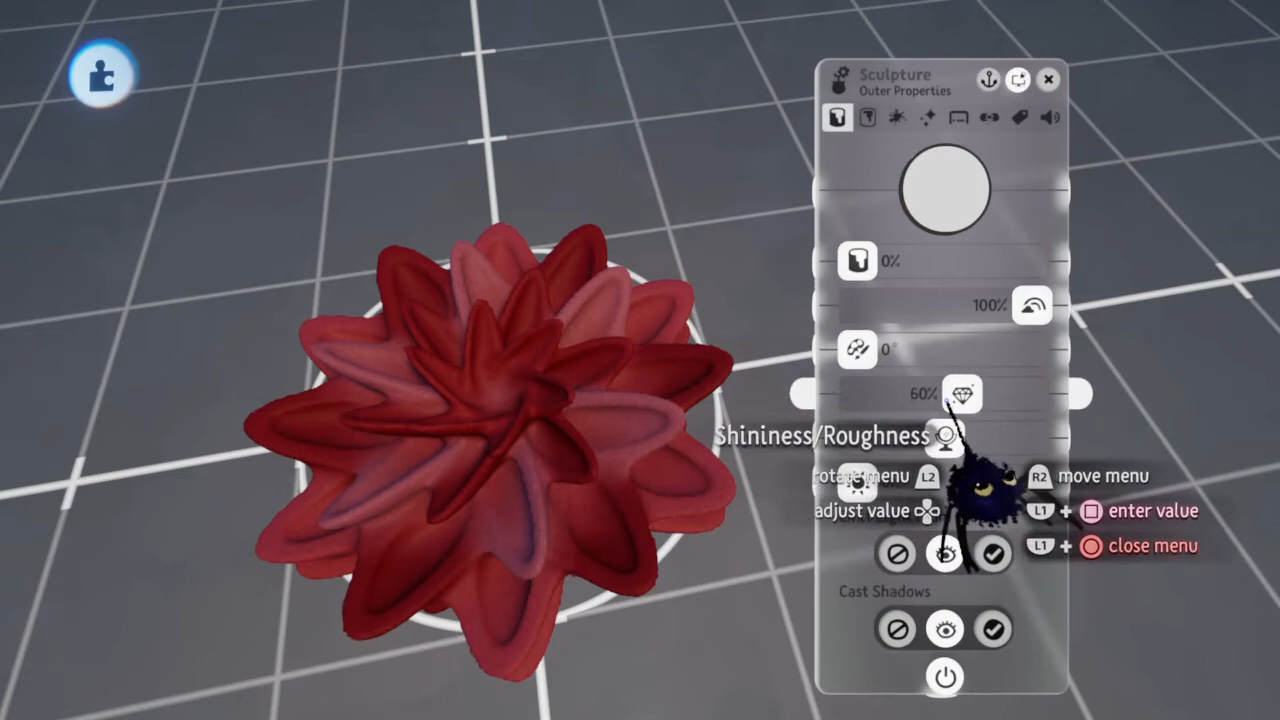 Sculpture
Outer Properties
0%
100%
0°
60%
Shininess/Roughness
rotate menu L2
R2 move menu
adjust value
L1 + enter value
L1 + close menu
Cast Shadows